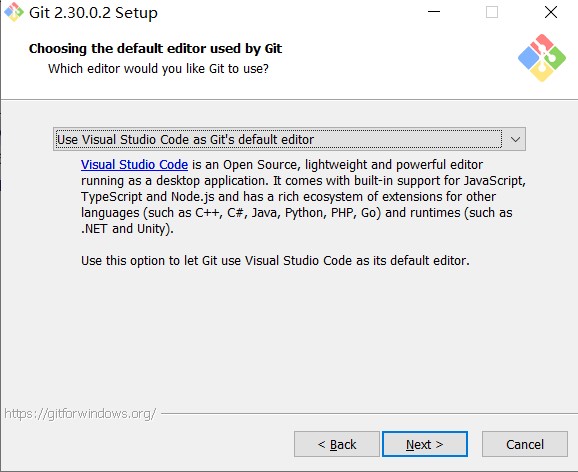 Git 2.30.0.2 Setup
Choosing the default editor used by Git
Which editor would you like Git to use?
Use Visual Studio Code as Git's default editor
Visual Studio Code is an Open Source, lightweight and powerful editor
running as a desktop application. It comes with built-in support for JavaScript,
TypeScript and Node.js and has a rich ecosystem of extensions for other
languages (such as C++, C#, Java, Python, PHP, Go) and runtimes (such as
.NET and Unity).
Use this option to let Git use Visual Studio Code as its default editor.
https://gitforwindows.org/
< Back
Next >
Cancel